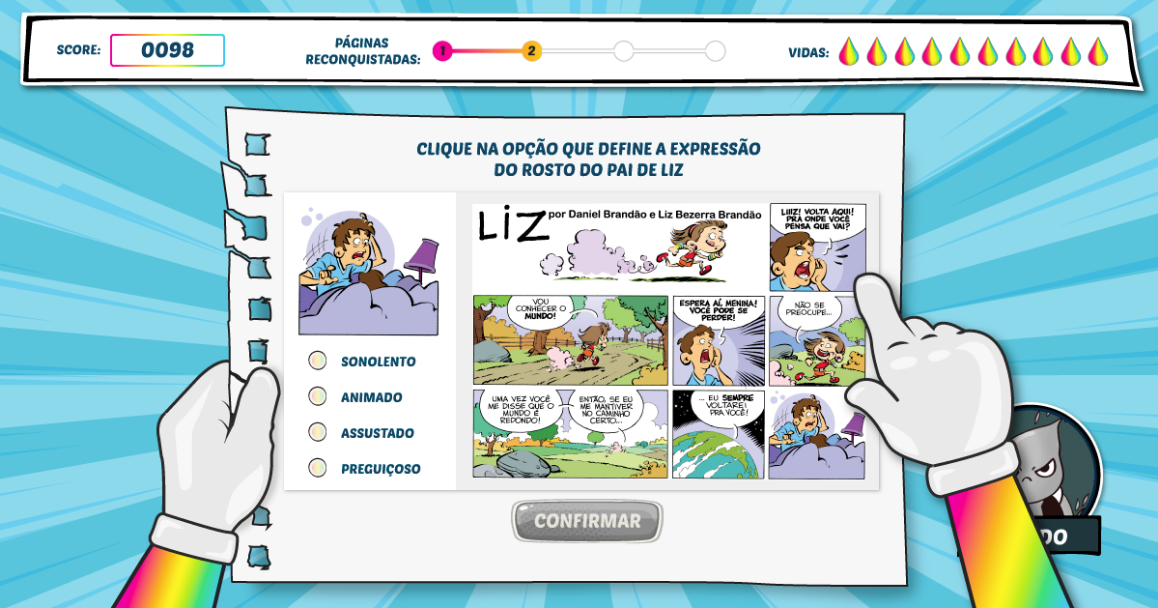 SCORE: 0098
PÁGINAS
RECONQUISTADAS:
1
2
VIDAS:
CLIQUE NA OPÇÃO QUE DEFINE A EXPRESSÃO
DO ROSTO DO PAI DE LIZ
SONOLENTO
ANIMADO
ASSUSTADO
PREGUIÇOSO
LIZ
por Daniel Brandão e Liz Bezerra Brandão
LIIIZ! VOLTA AQUI!
PRA ONDE VOCÊ
PENSA QUE VAI?
VOU
CONHECER O
MUNDO!
ESPERA AÍ, MENINA!
VOCÊ PODE SE
PERDER!
NÃO SE
PREOCUPE...
UMA VEZ VOCÊ
ME DISSE QUE O
MUNDO É
REDONDO!
ENTÃO, SE EU
ME MANTIVER
NO CAMINHO
CERTO...
... EU SEMPRE
VOLTAREI
PRA VOCÊ!
CONFIRMAR
DO